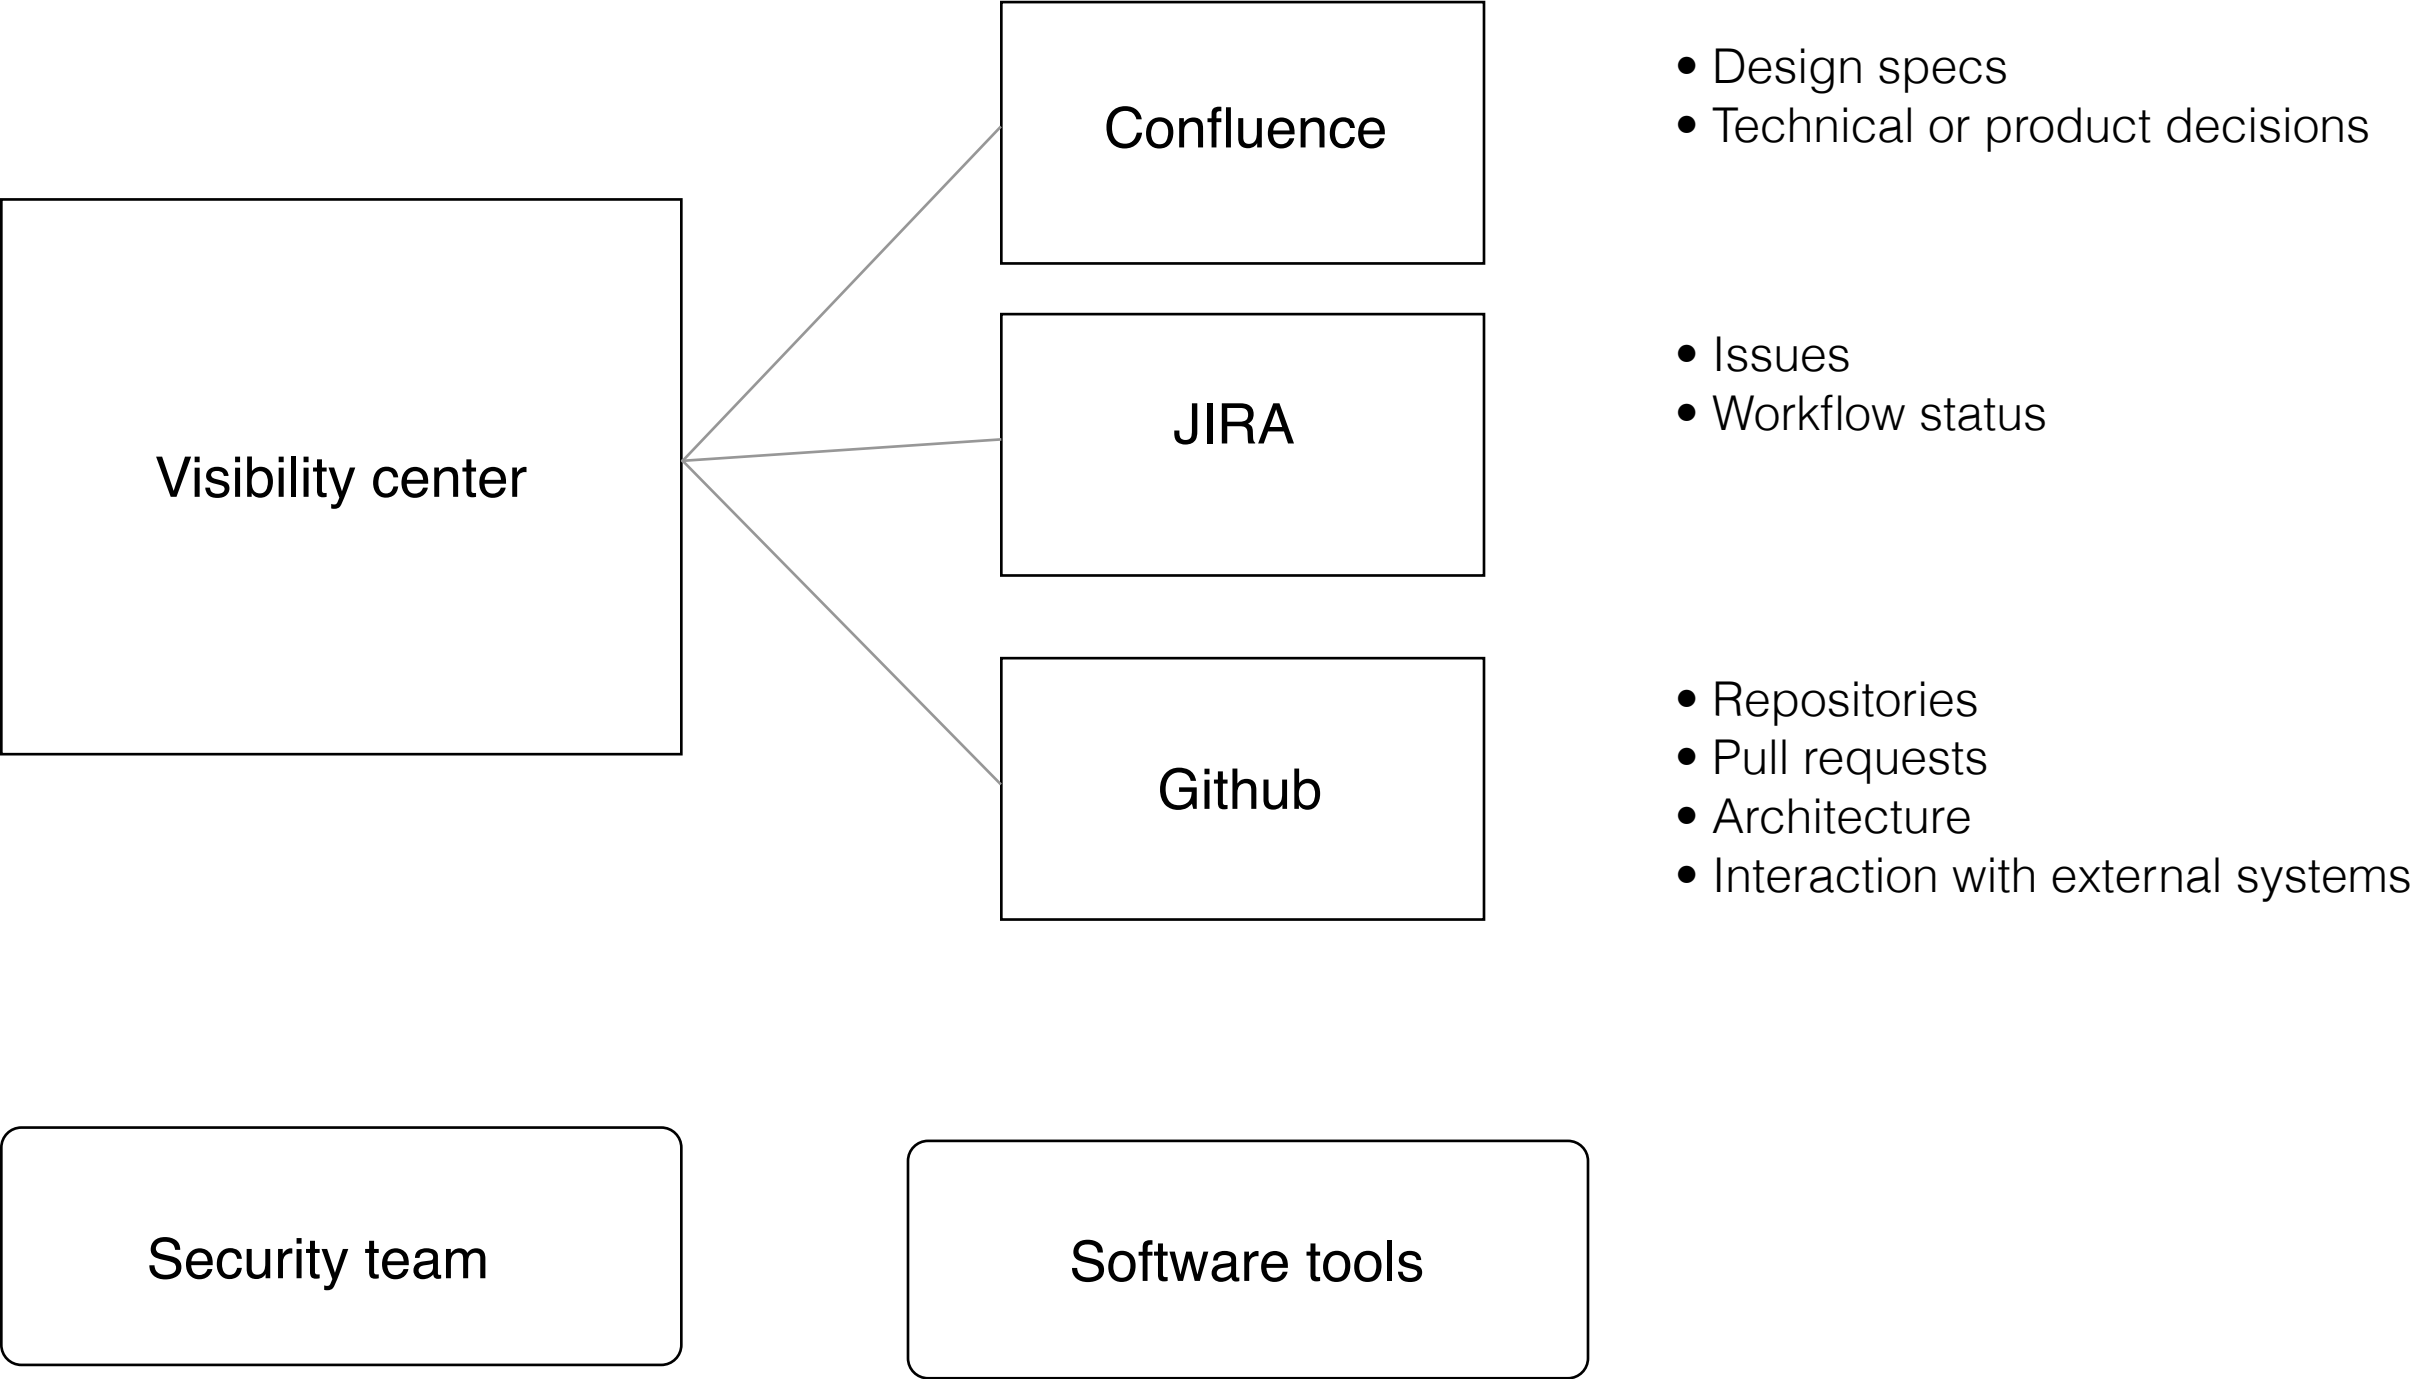 Confluence
• Design specs
• Technical or product decisions
Visibility center
JIRA
• Issues
• Workflow status
Github
• Repositories
• Pull requests
• Architecture
• Interaction with external systems
Security team
Software tools